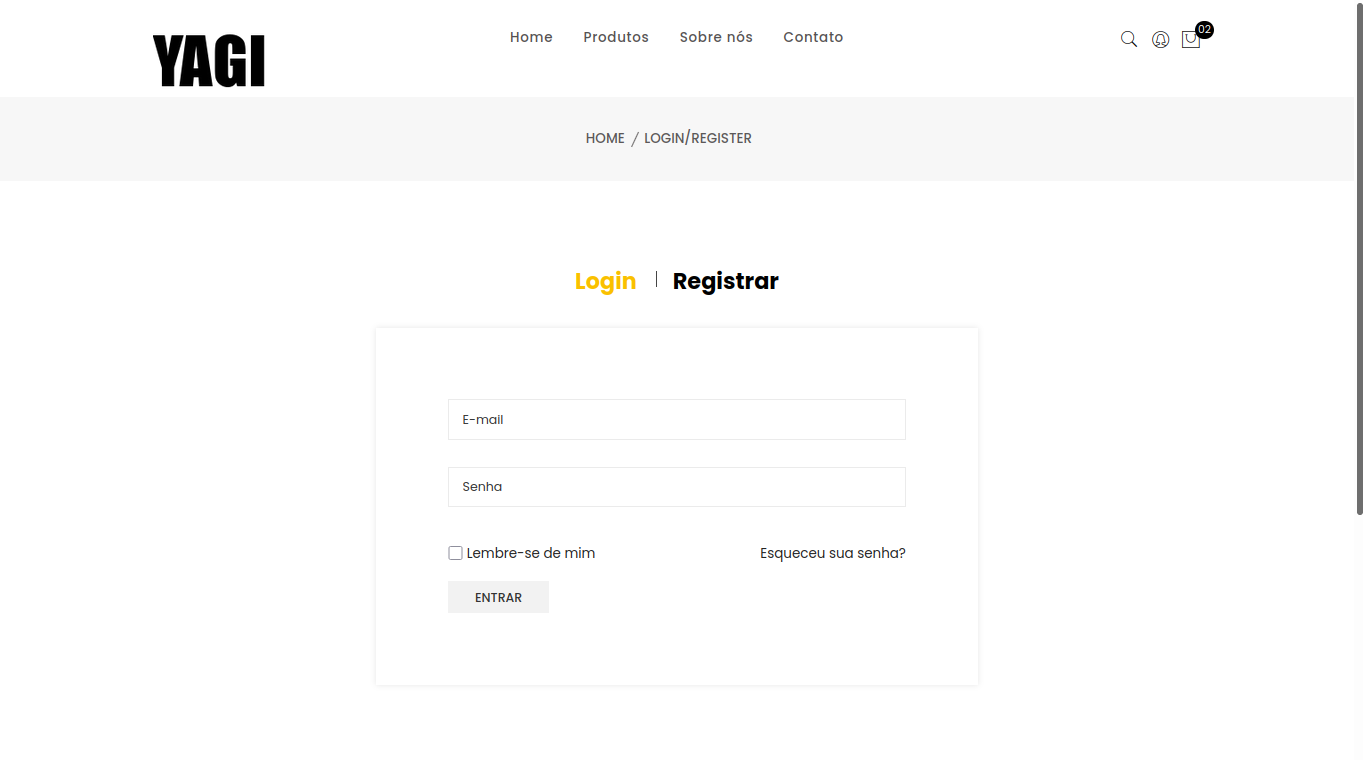 YAGI
Home Produtos Sobre nós Contato
02
HOME / LOGIN/REGISTER
Login | Registrar
E-mail
Senha
Lembre-se de mim Esqueceu sua senha?
ENTRAR